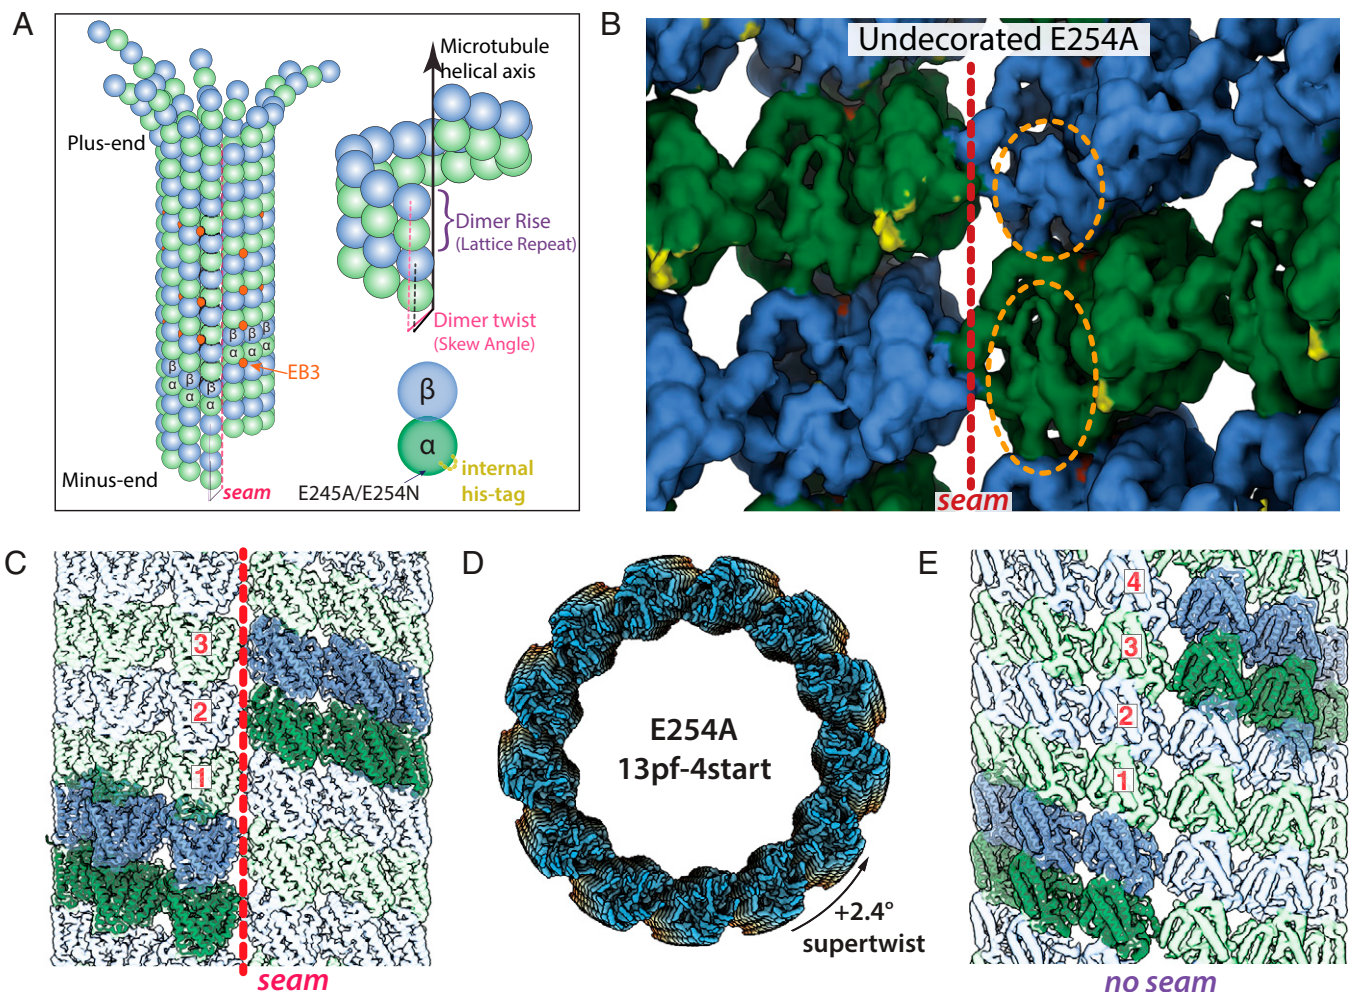 A
Plus-end
Minus-end
β β β
α α α
β
β
α
β
α
α
EB3
seam
Microtubule
helical axis
Dimer Rise
(Lattice Repeat)
Dimer twist
(Skew Angle)
β
α
internal
his-tag
E245A/E254N
B
Undecorated E254A
seam
C
3
2
1
seam
D
E254A
13pf-4start
+2.4°
supertwist
E
4
3
2
1
no seam